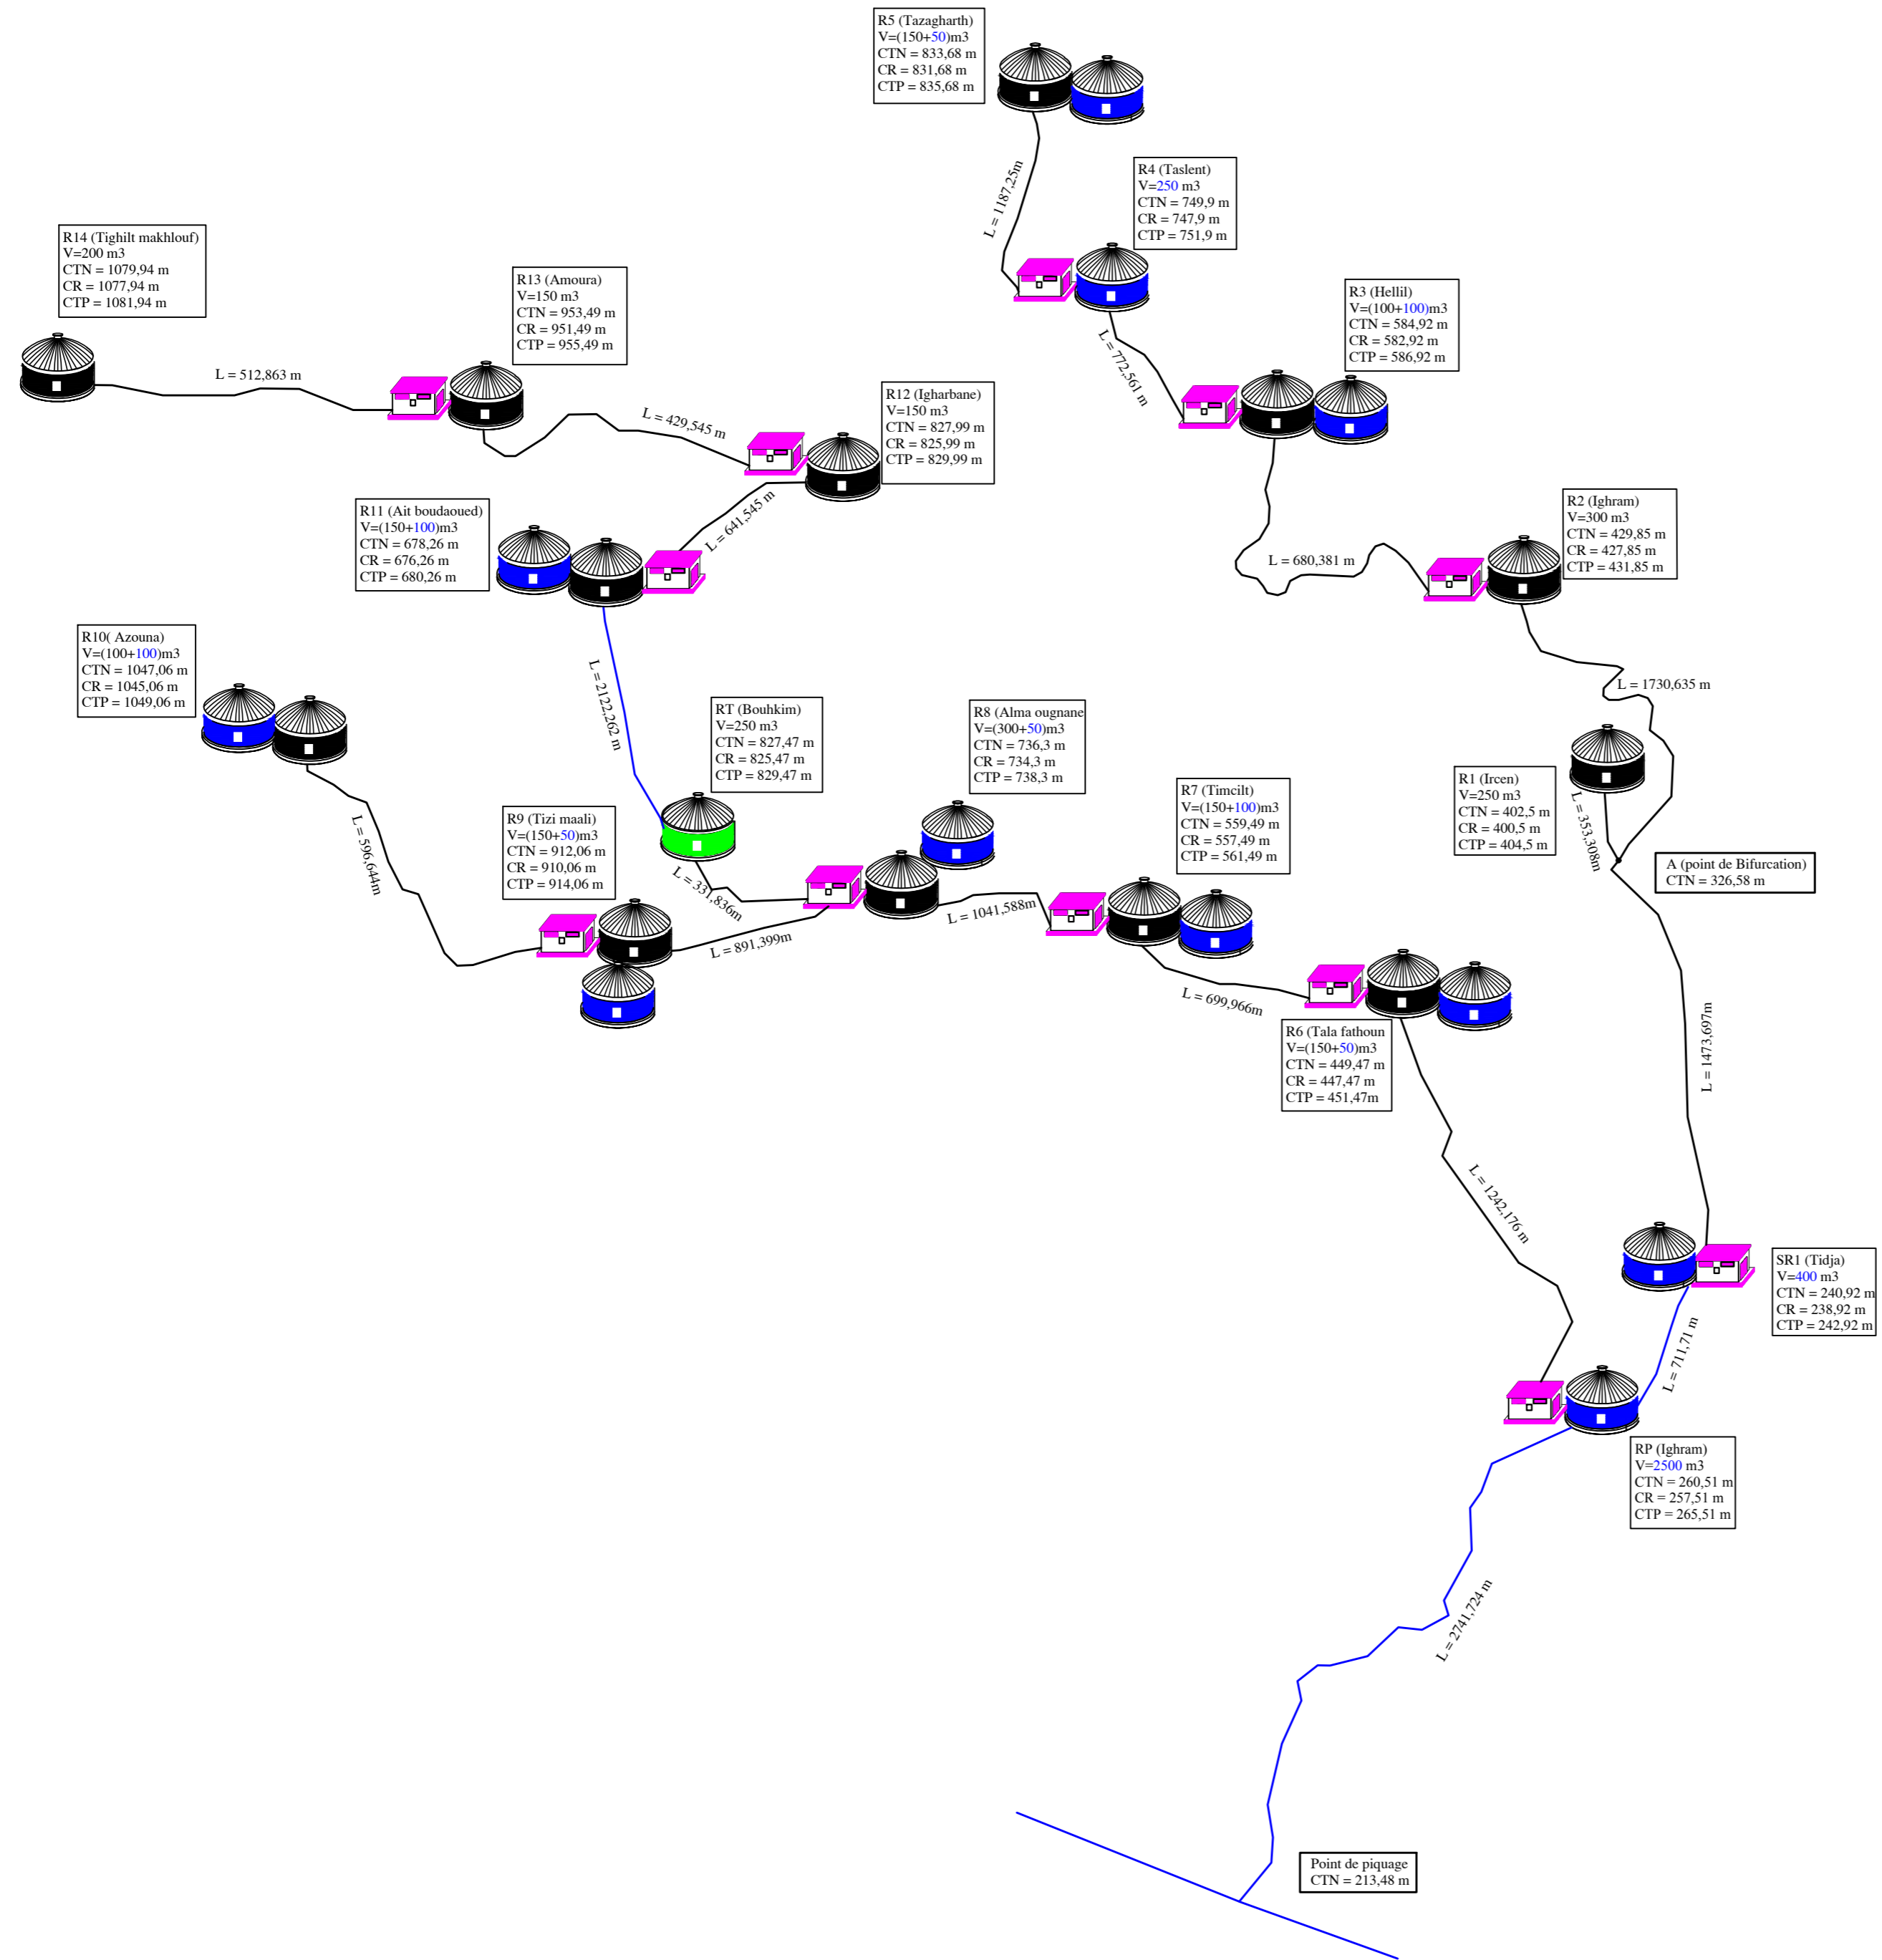 R5 (Tazagharth)
V=(150+50)m3
CTN = 833,68 m
CR = 831,68 m
CTP = 835,68 m
L = 1187,25m
R4 (Taslent)
V=250 m3
CTN = 749,9 m
CR = 747,9 m
CTP = 751,9 m
R14 (Tighilt makhlouf)
V=200 m3
CTN = 1079,94 m
CR = 1077,94 m
CTP = 1081,94 m
R13 (Amoura)
V=150 m3
CTN = 953,49 m
CR = 951,49 m
CTP = 955,49 m
R3 (Hellil)
V=(100+100)m3
CTN = 584,92 m
CR = 582,92 m
CTP = 586,92 m
L = 772,561 m
L = 512,863 m
L = 429,545 m
R12 (Igharbane)
V=150 m3
CTN = 827,99 m
CR = 825,99 m
CTP = 829,99 m
R11 (Ait boudaoued)
V=(150+100)m3
CTN = 678,26 m
CR = 676,26 m
CTP = 680,26 m
L = 641,545 m
L = 680,381 m
R2 (Ighram)
V=300 m3
CTN = 429,85 m
CR = 427,85 m
CTP = 431,85 m
R10( Azouna)
V=(100+100)m3
CTN = 1047,06 m
CR = 1045,06 m
CTP = 1049,06 m
L = 2122,262 m
L = 1730,635 m
RT (Bouhkim)
V=250 m3
CTN = 827,47 m
CR = 825,47 m
CTP = 829,47 m
R8 (Alma ougnane
V=(300+50)m3
CTN = 736,3 m
CR = 734,3 m
CTP = 738,3 m
R7 (Timcilt)
V=(150+100)m3
CTN = 559,49 m
CR = 557,49 m
CTP = 561,49 m
R1 (Ircen)
V=250 m3
CTN = 402,5 m
CR = 400,5 m
CTP = 404,5 m
L = 353,308m
R9 (Tizi maali)
V=(150+50)m3
CTN = 912,06 m
CR = 910,06 m
CTP = 914,06 m
L = 596,644m
L = 331,836m
L = 891,399m
L = 1041,588m
A (point de Bifurcation)
CTN = 326,58 m
L = 699,966m
R6 (Tala fathoun
V=(150+50)m3
CTN = 449,47 m
CR = 447,47 m
CTP = 451,47m
L = 1473,697m
L = 1242,176 m
SR1 (Tidja)
V=400 m3
CTN = 240,92 m
CR = 238,92 m
CTP = 242,92 m
L = 711,71 m
RP (Ighram)
V=2500 m3
CTN = 260,51 m
CR = 257,51 m
CTP = 265,51 m
L = 2741,724 m
Point de piquage
CTN = 213,48 m